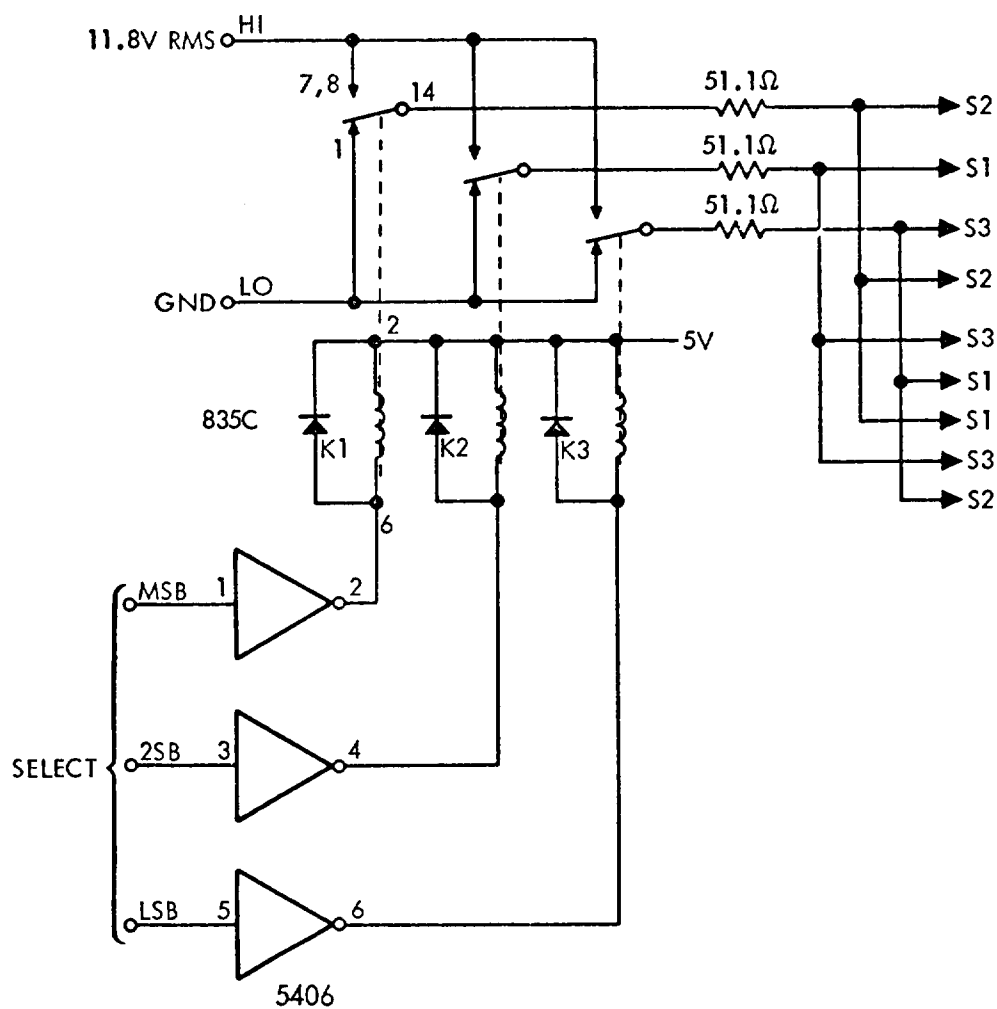 HI
11.8V RMS
7,8
14
1
51.1Ω
S2
51.1Ω
S1
51.1Ω
S3
LO
GND
S2
2
5V
S3
S1
835C
K1
K2
K3
S1
S3
S2
6
MSB
1
2
SELECT
2SB
3
4
LSB
5
6
5406